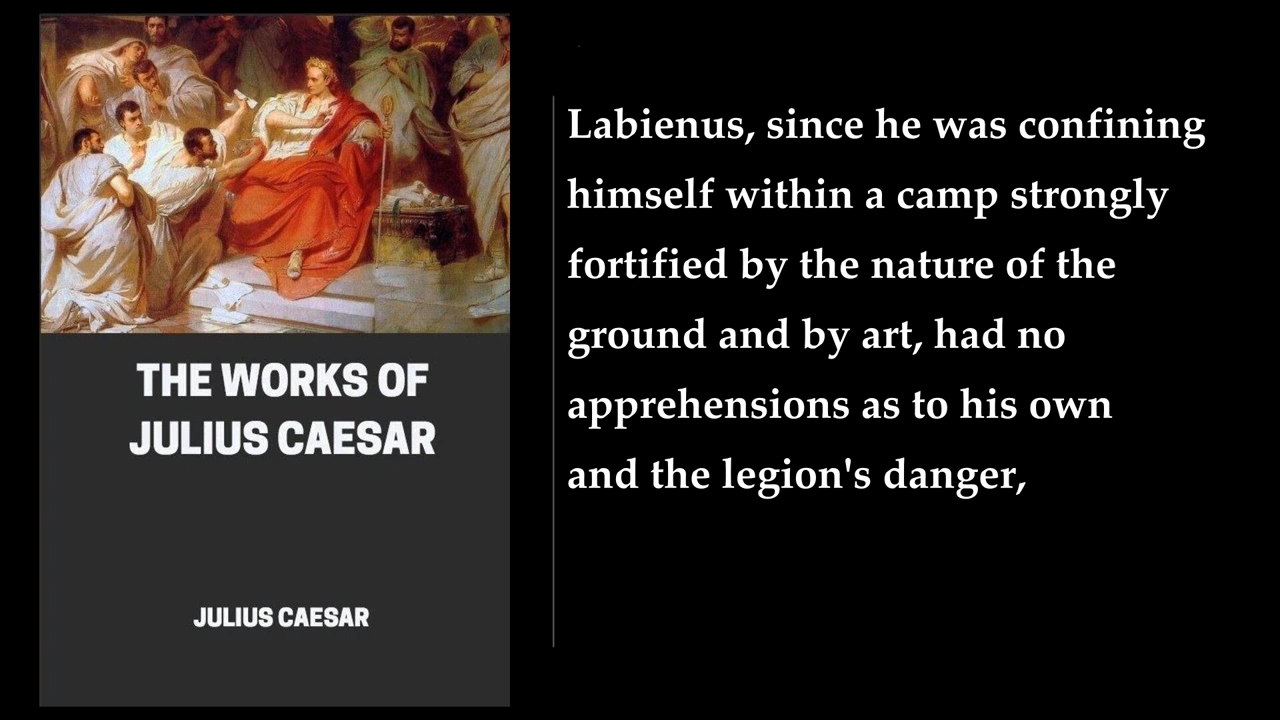 THE WORKS OF
JULIUS CAESAR
JULIUS CAESAR
Labienus, since he was confining
himself within a camp strongly
fortified by the nature of the
ground and by art, had no
apprehensions as to his own
and the legion's danger,